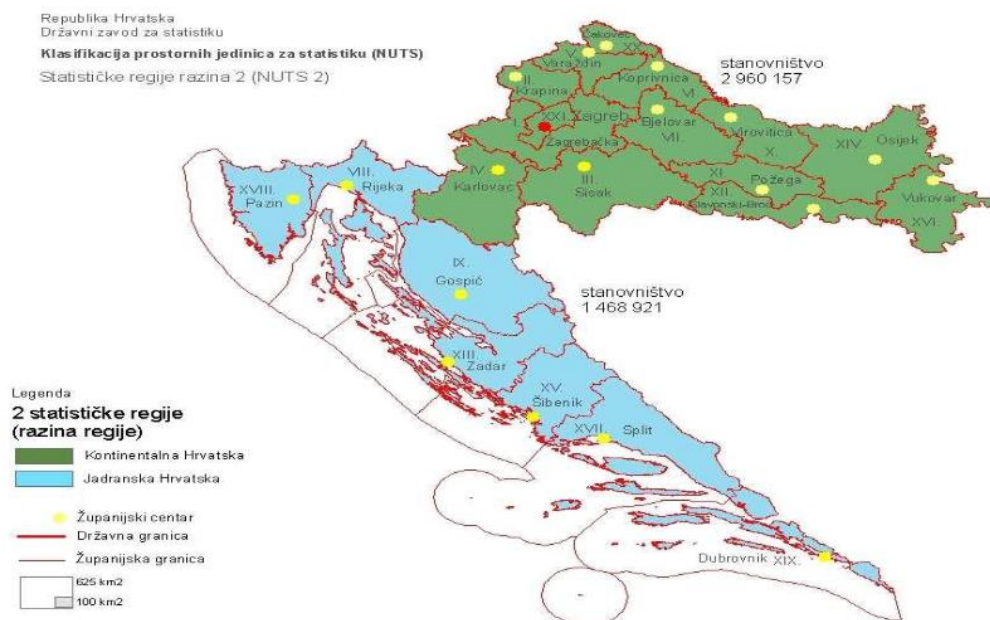 Republika Hrvatska
Državni zavod za statistiku
Klasifikacija prostornih jedinica za statistiku (NUTS)
Statističke regije razina 2 (NUTS 2)
Čakovec
XX.
V.
Varaždin
stanovništvo
2 960 157
II.
Krapina
Koprivnica
VI.
I.
XXI. Zagreb
Bjelovar
VII.
Virovitica
X.
XIV.
Osijek
Zagrebačka
IV.
Karlovac
III.
Sisak
XI.
Požega
XII.
Slavonski-Brod
Vukovar
XVI.
XVIII.
Pazin
VIII.
Rijeka
IX.
Gospić
stanovništvo
1 468 921
XIII.
Zadar
XV.
Šibenik
XVII.
Split
Dubrovnik XIX.
Legenda
2 statističke regije
(razina regije)
Kontinentalna Hrvatska
Jadranska Hrvatska
Županijski centar
Državna granica
Županijska granica
625 km2
100 km2